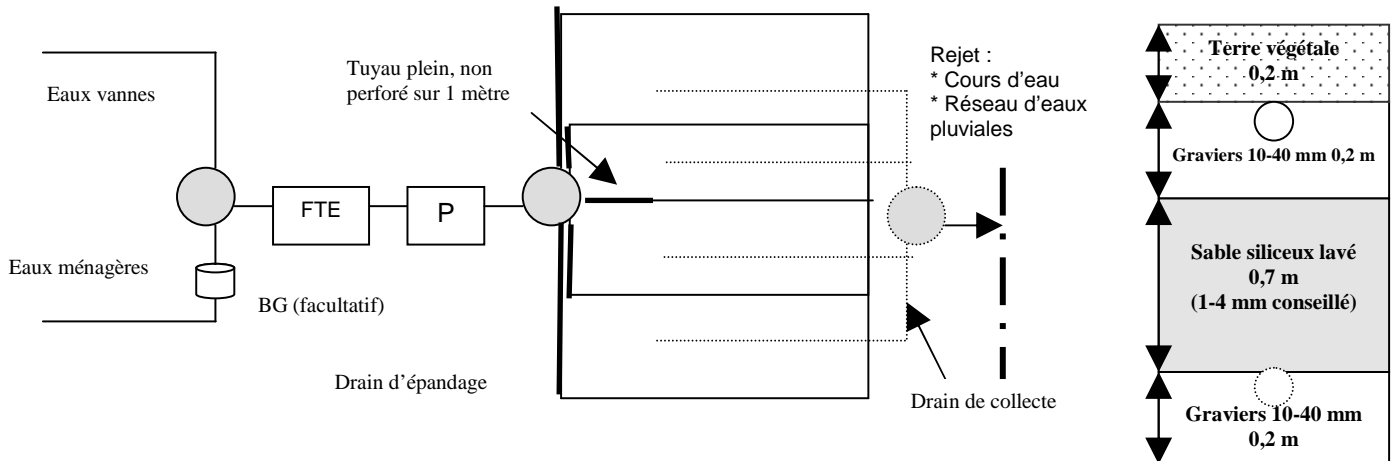 Eaux vannes
Eaux ménagères
BG (facultatif)
FTE
P
Tuyau plein, non
perforé sur 1 mètre
Drain d'épandage
Rejet :
* Cours d'eau
* Réseau d'eaux
pluviales
Drain de collecte
Terre végétale
0,2 m
Graviers 10-40 mm 0,2 m
Sable siliceux lavé
0,7 m
(1-4 mm conseillé)
Graviers 10-40 mm
0,2 m